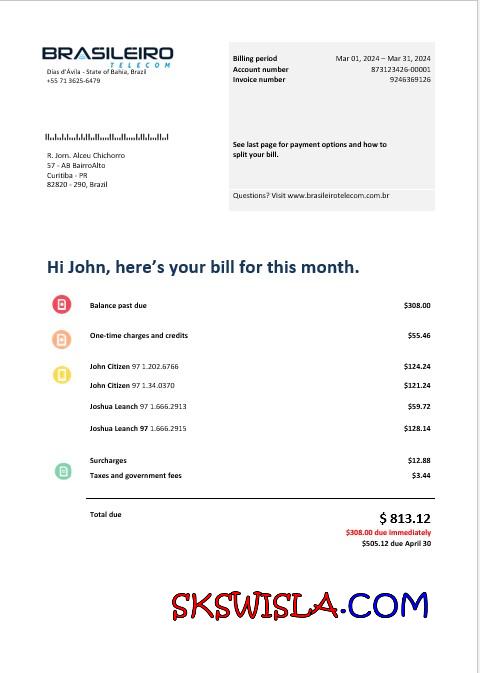 BRASILEIRO
TELECOM
Dias d'Ávila - State of Bahia, Brazil
+55 71 3625-6479
Billing period Mar 01, 2024 – Mar 31, 2024
Account number 873123426-00001
Invoice number 9246369126
See last page for payment options and how to
split your bill.
Questions? Visit www.brasileirotelecom.com.br
R. Jorn. Alceu Chichorro
57 - AB BairroAlto
Curitiba - PR
82820 - 290, Brazil
Hi John, here’s your bill for this month.
Balance past due $308.00
One-time charges and credits $55.46
John Citizen 97 1.202.6766 $124.24
John Citizen 97 1.34.0370 $121.24
Joshua Leanch 97 1.666.2913 $59.72
Joshua Leanch 97 1.666.2915 $128.14
Surcharges $12.88
Taxes and government fees $3.44
Total due $ 813.12
$308.00 due immediately
$505.12 due April 30
SKSWISLA.COM